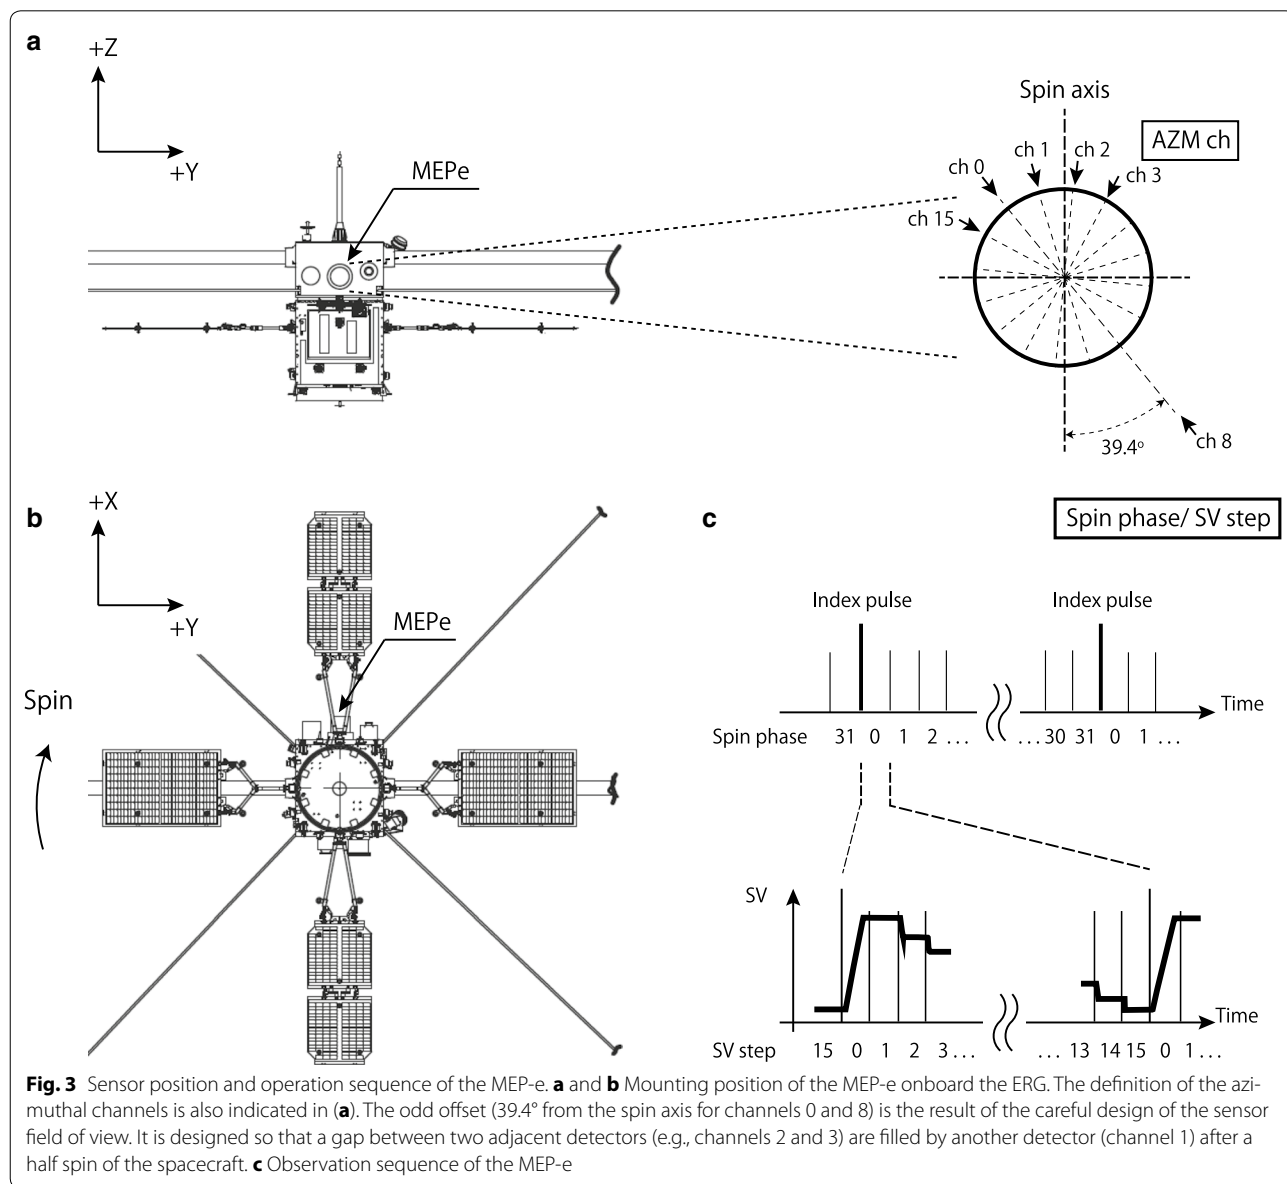 a
+Z
+Y
MEPe
Spin axis
AZM ch
ch 0
ch 1
ch 2
ch 3
ch 15
39.4°
ch 8
b
+X
+Y
MEPe
Spin
c
Spin phase/ SV step
Index pulse
Index pulse
Time
Spin phase 31 0 1 2 ... ...30 31 0 1 ...
SV
Time
SV step 15 0 1 2 3... ... 13 14 15 0 1...
Fig. 3 Sensor position and operation sequence of the MEP-e. a and b Mounting position of the MEP-e onboard the ERG. The definition of the azi-
muthal channels is also indicated in (a). The odd offset (39.4° from the spin axis for channels 0 and 8) is the result of the careful design of the sensor
field of view. It is designed so that a gap between two adjacent detectors (e.g., channels 2 and 3) are filled by another detector (channel 1) after a
half spin of the spacecraft. c Observation sequence of the MEP-e